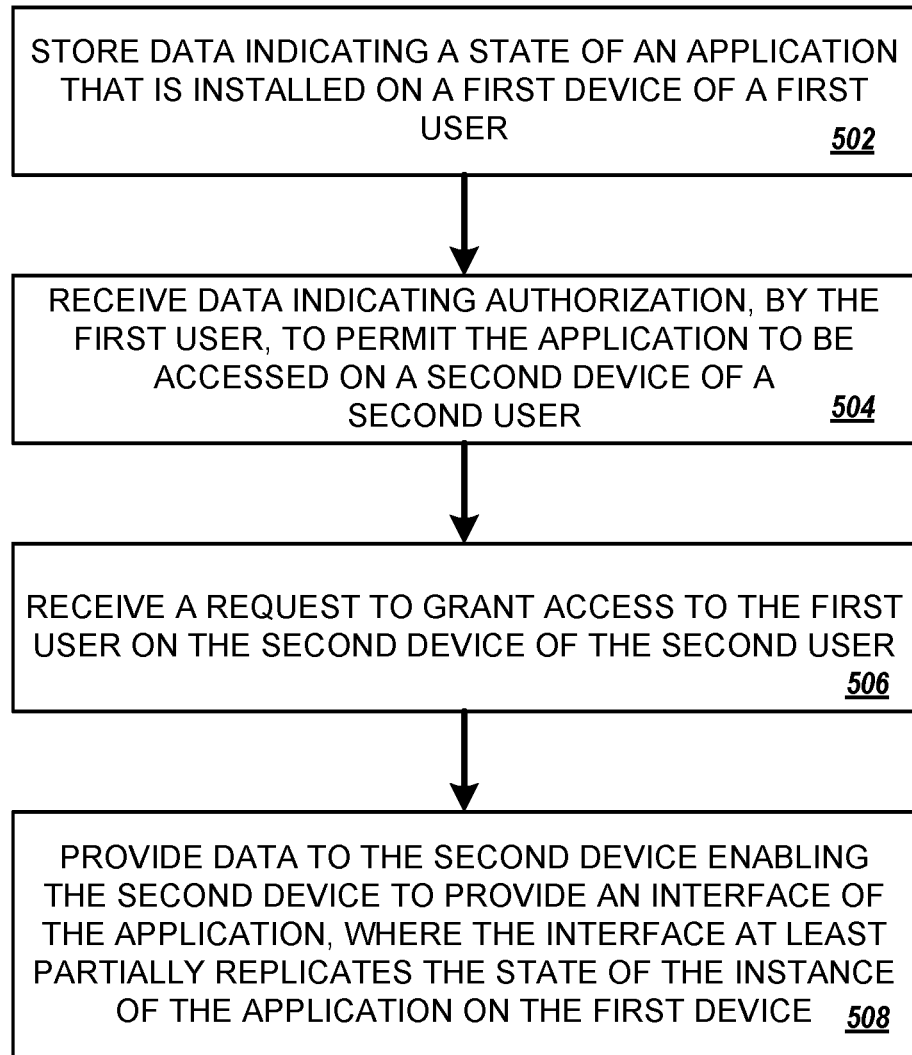 STORE DATA INDICATING A STATE OF AN APPLICATION
THAT IS INSTALLED ON A FIRST DEVICE OF A FIRST
USER
502
RECEIVE DATA INDICATING AUTHORIZATION, BY THE
FIRST USER, TO PERMIT THE APPLICATION TO BE
ACCESSED ON A SECOND DEVICE OF A
SECOND USER
504
RECEIVE A REQUEST TO GRANT ACCESS TO THE FIRST
USER ON THE SECOND DEVICE OF THE SECOND USER
506
PROVIDE DATA TO THE SECOND DEVICE ENABLING
THE SECOND DEVICE TO PROVIDE AN INTERFACE OF
THE APPLICATION, WHERE THE INTERFACE AT LEAST
PARTIALLY REPLICATES THE STATE OF THE INSTANCE
OF THE APPLICATION ON THE FIRST DEVICE 508